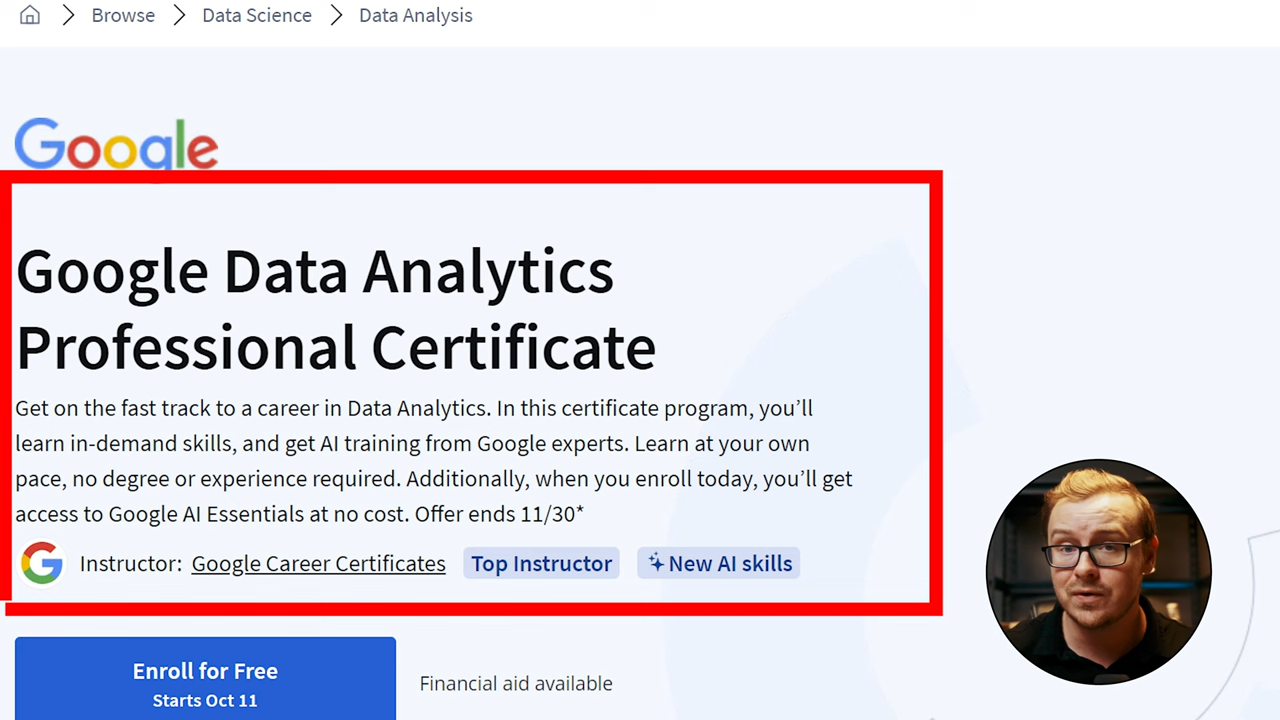 Browse Data Science Data Analysis
Google
Google Data Analytics
Professional Certificate
Get on the fast track to a career in Data Analytics. In this certificate program, you’ll
learn in-demand skills, and get AI training from Google experts. Learn at your own
pace, no degree or experience required. Additionally, when you enroll today, you’ll get
access to Google AI Essentials at no cost. Offer ends 11/30*
Instructor: Google Career Certificates Top Instructor New AI skills
Enroll for Free
Starts Oct 11
Financial aid available